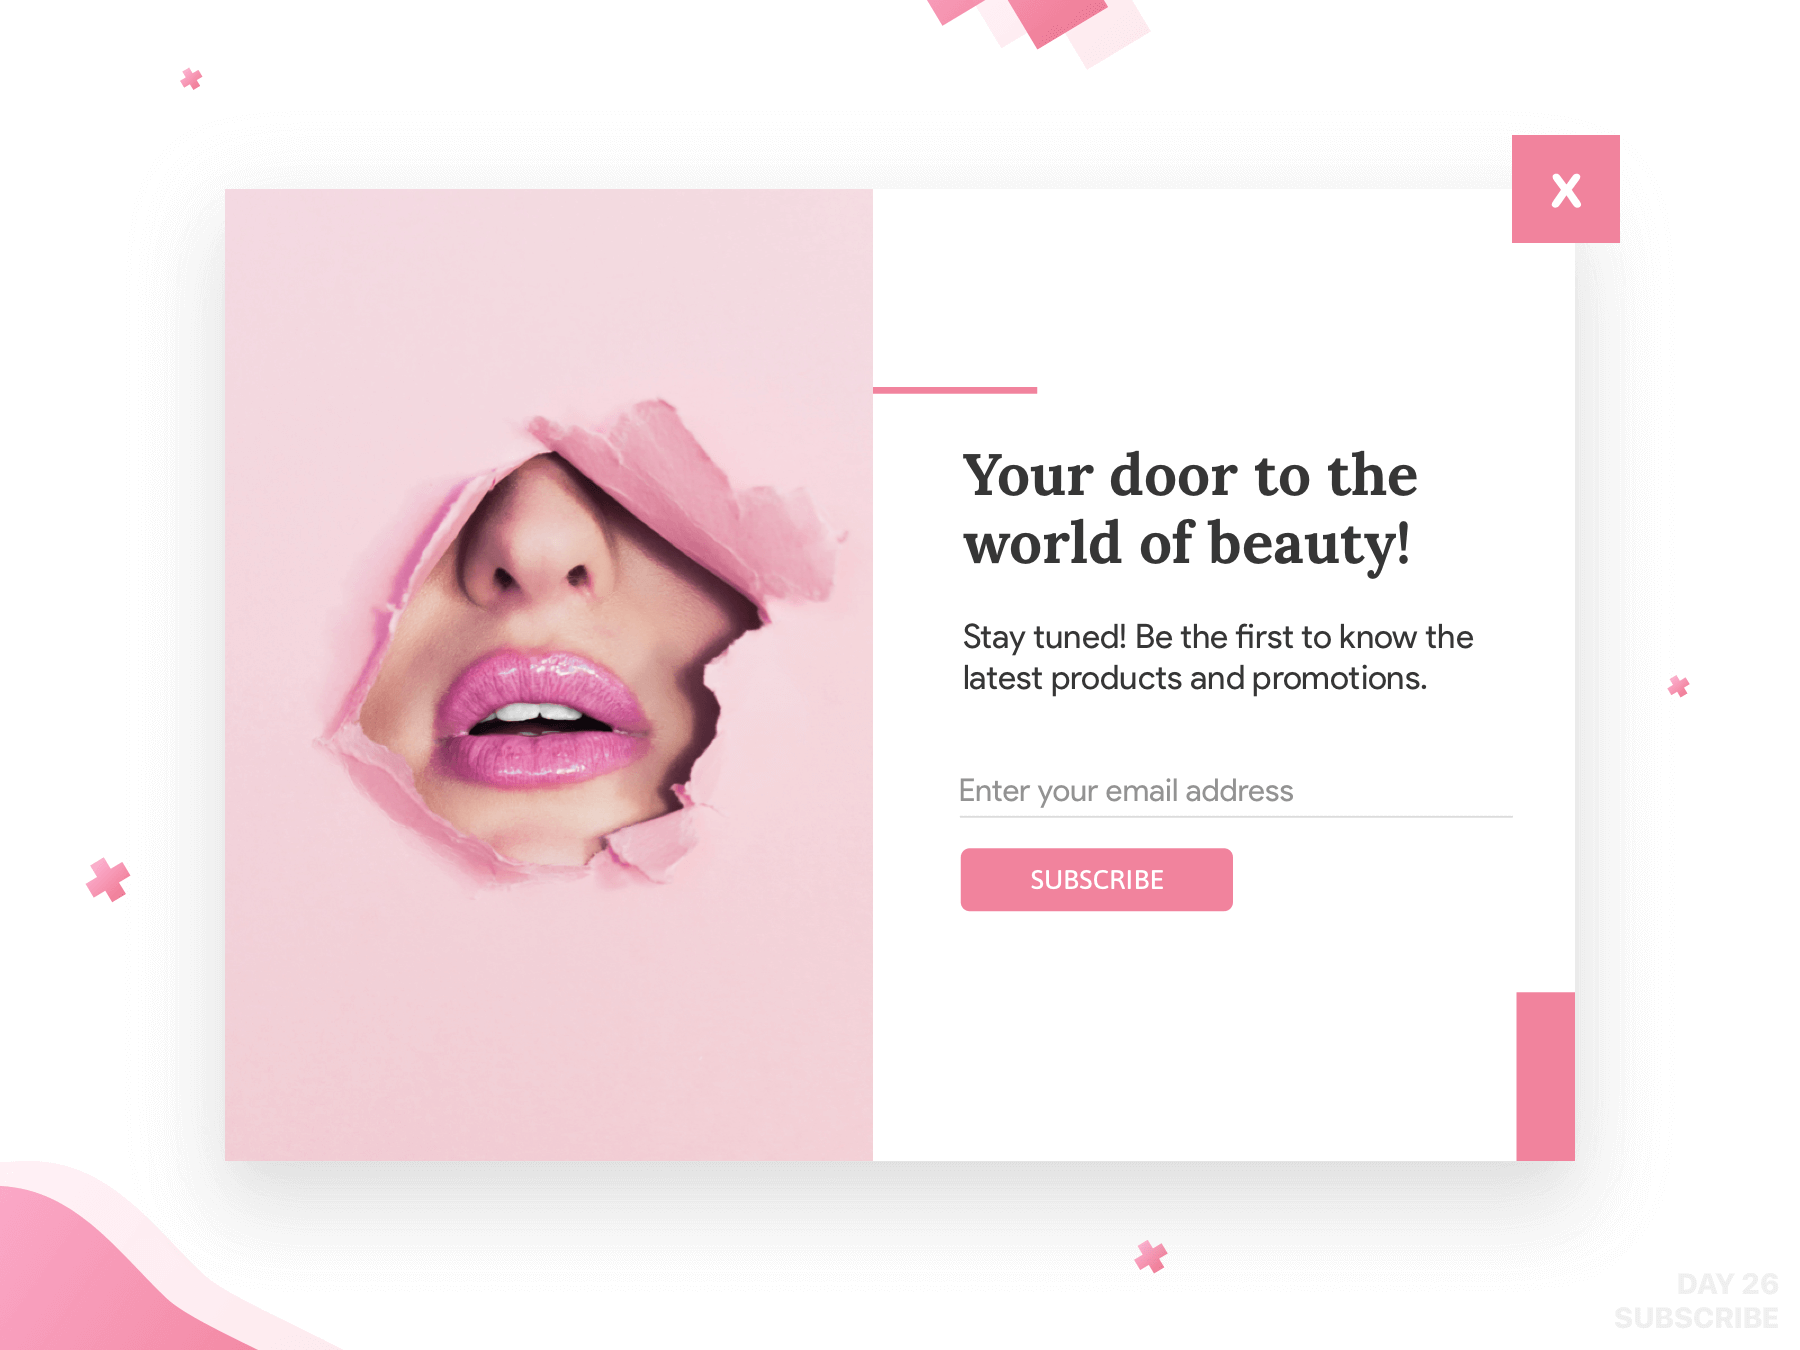 X
Your door to the
world of beauty!
Stay tuned! Be the first to know the
latest products and promotions.
Enter your email address
SUBSCRIBE
DAY 26
SUBSCRIBE